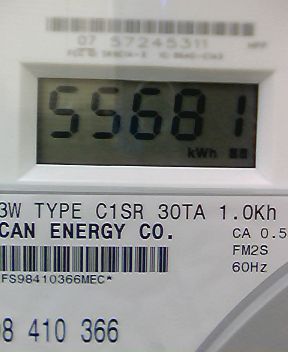 07 57245311
55681
kWh
3W TYPE C1SR 30TA 1.0Kh
CAN ENERGY CO.
CA 0.5
FM2S
60Hz
FS98410366MEC*
98 410 366